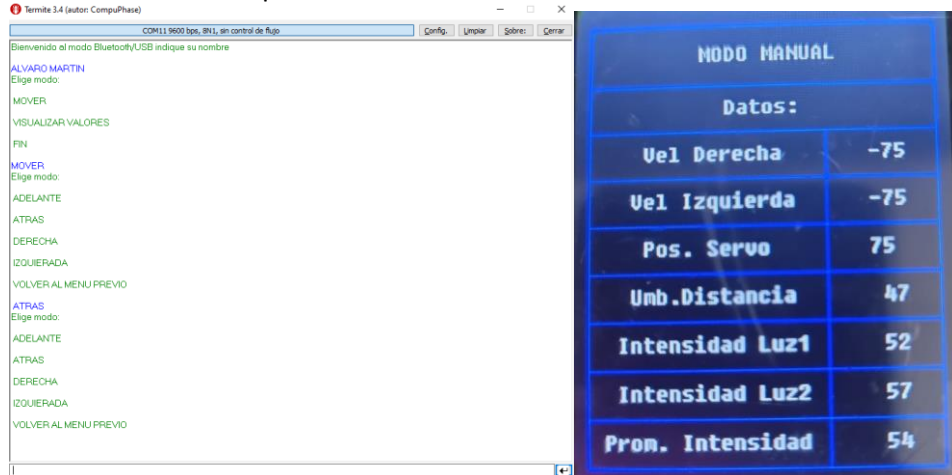 Termite 3.4 (autor: CompuPhase)
COM11 9600 bps, 8N1, sin control de flujo
Config. Limpiar Sobre: Cerrar
Bienvenido al modo Bluetooth/USB indique su nombre
ALVARO MARTIN
Elige modo:
MOVER
VISUALIZAR VALORES
FIN
MOVER
Elige modo:
ADELANTE
ATRAS
DERECHA
IZQUIERADA
VOLVER AL MENU PREVIO
ATRAS
Elige modo:
ADELANTE
ATRAS
DERECHA
IZQUIERADA
VOLVER AL MENU PREVIO
MODO MANUAL
Datos:
Vel Derecha -75
Vel Izquierda -75
Pos. Servo 75
Umb.Distancia 47
Intensidad Luz1 52
Intensidad Luz2 57
Prom. Intensidad 54